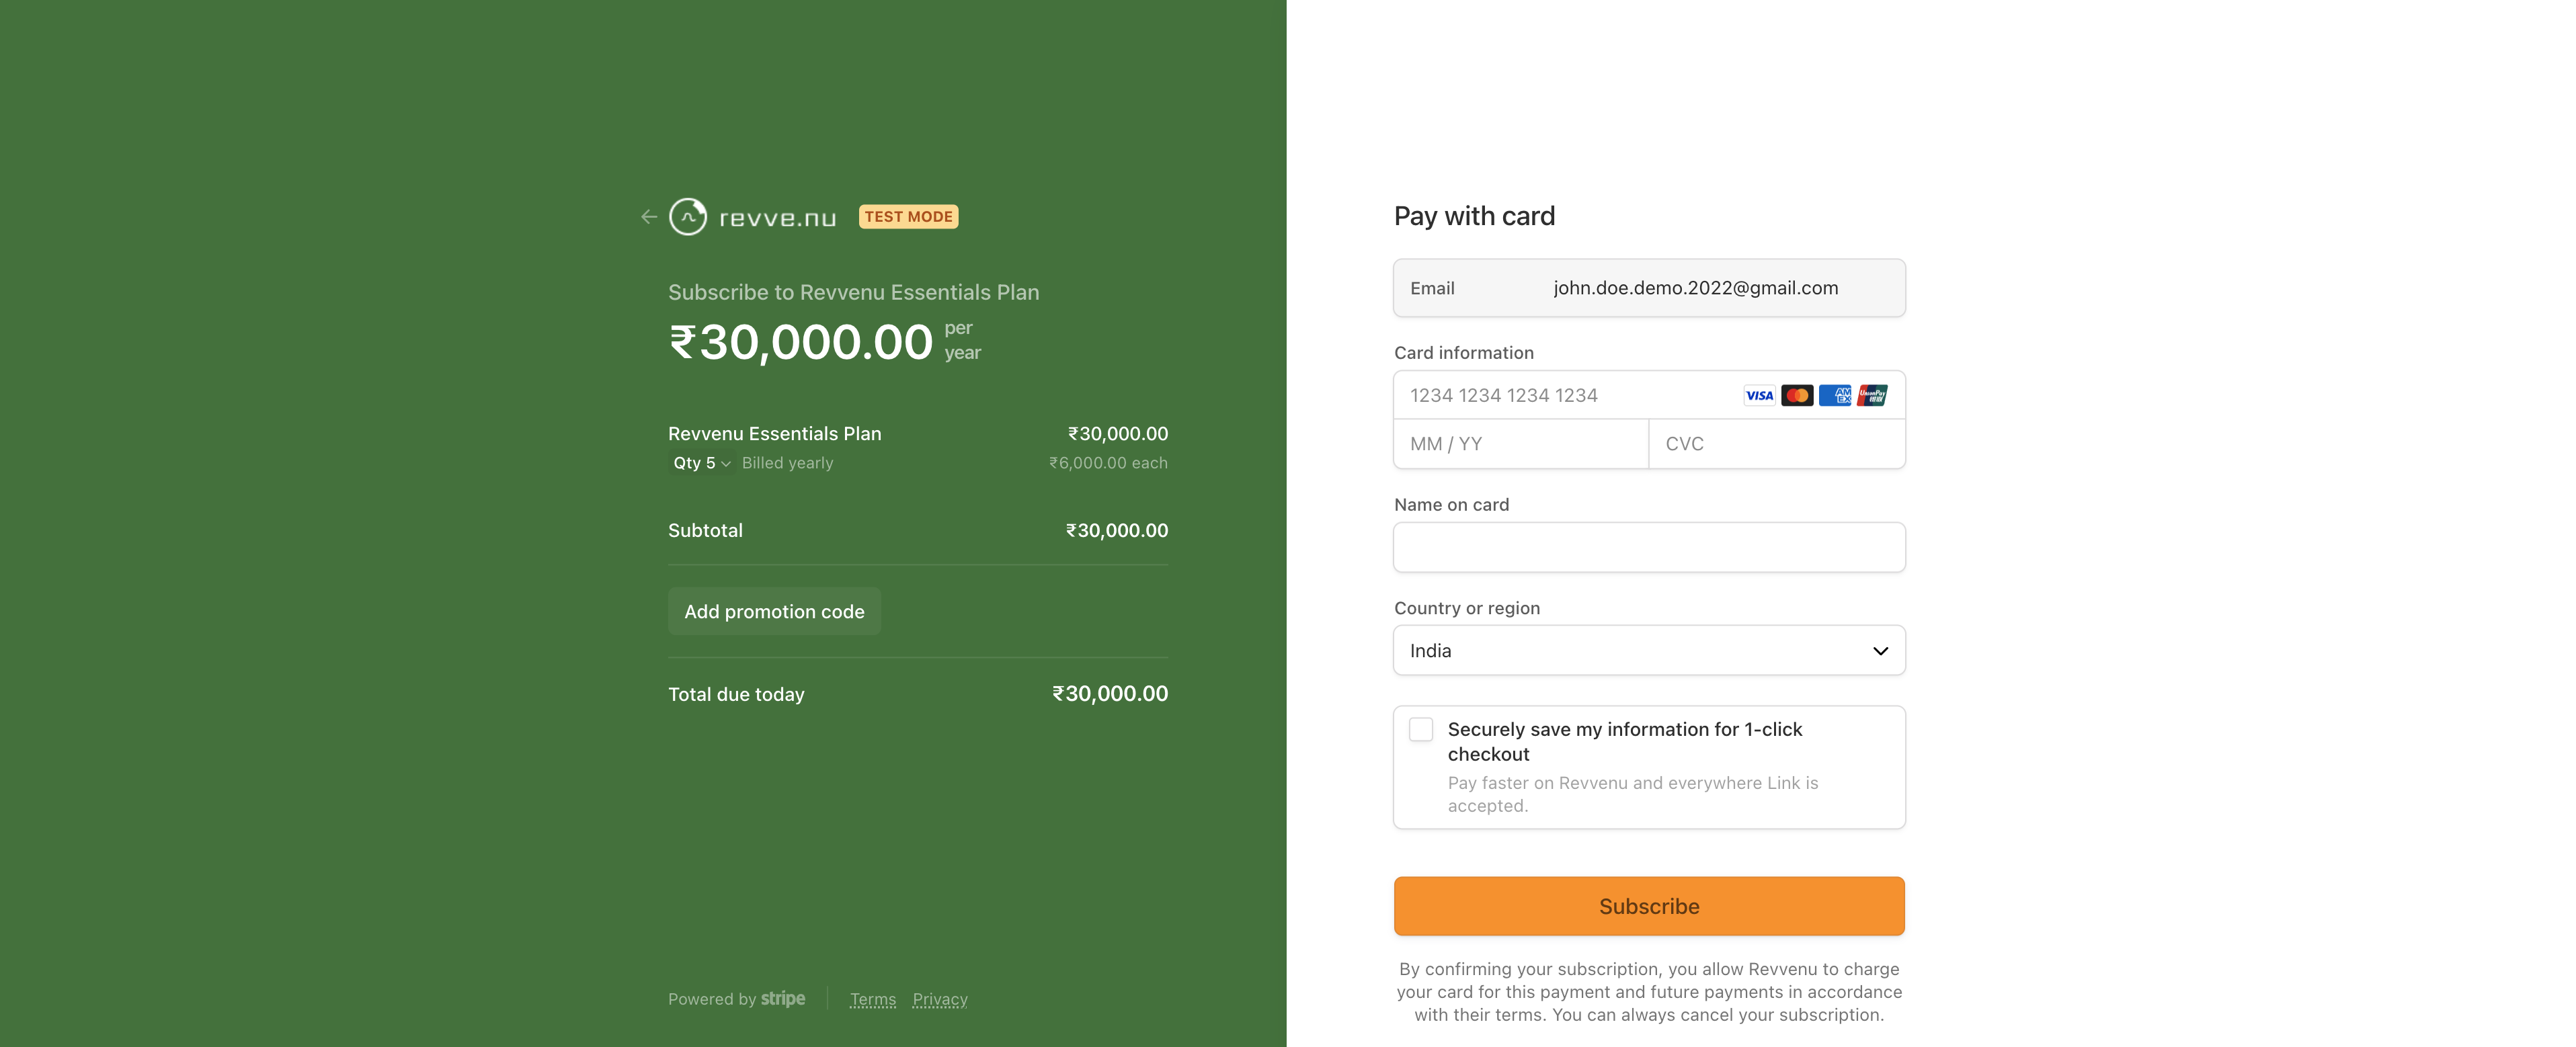 revve.nu TEST MODE
Subscribe to Revvenu Essentials Plan
₹30,000.00 per
year
Revvenu Essentials Plan ₹30,000.00
Qty 5 Billed yearly ₹6,000.00 each
Subtotal ₹30,000.00
Add promotion code
Total due today ₹30,000.00
Powered by stripe Terms Privacy
Pay with card
Email john.doe.demo.2022@gmail.com
Card information
1234 1234 1234 1234 VISA AM EX UnionPay
MM / YY CVC
Name on card
Country or region
India
Securely save my information for 1-click
checkout
Pay faster on Revvenu and everywhere Link is
accepted.
Subscribe
By confirming your subscription, you allow Revvenu to charge
your card for this payment and future payments in accordance
with their terms. You can always cancel your subscription.